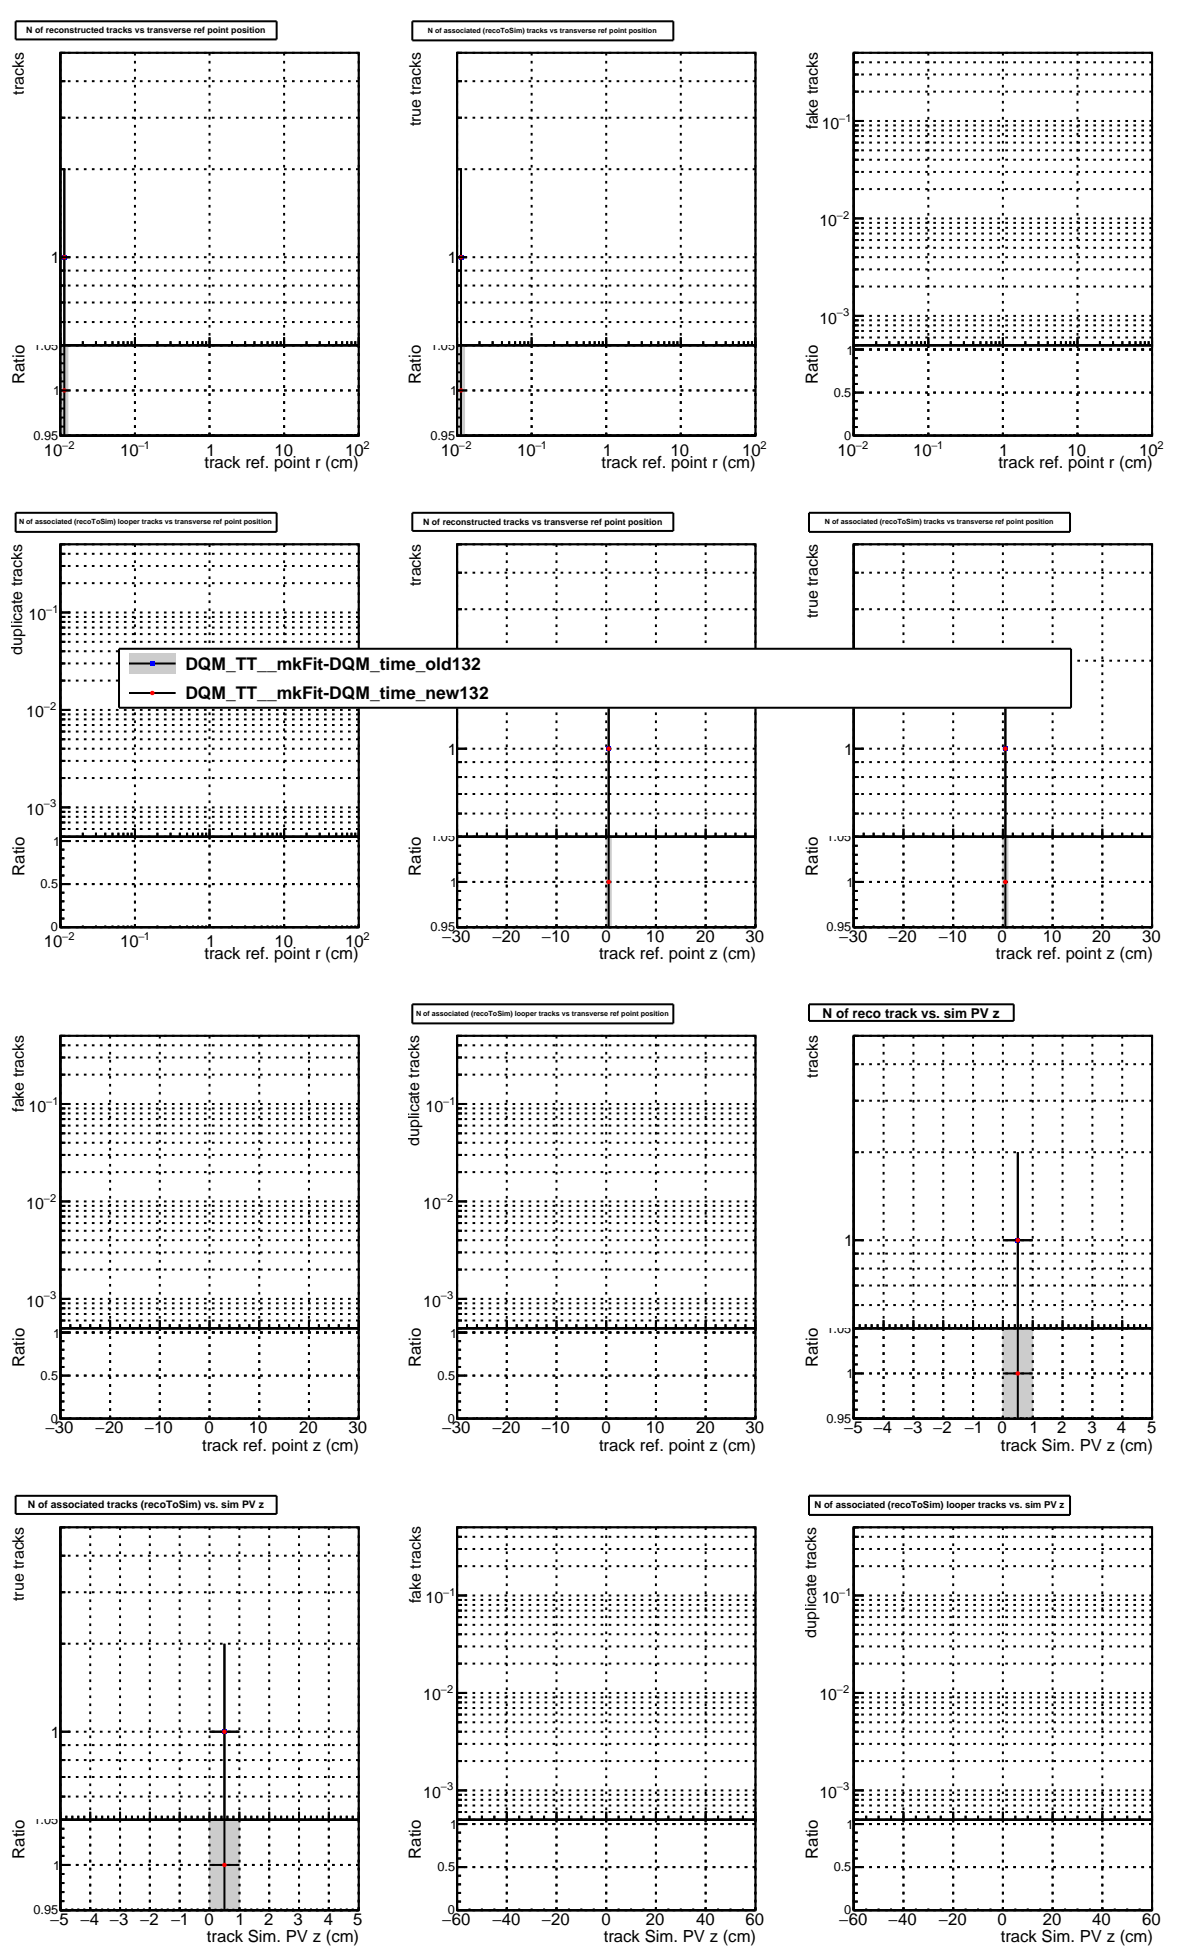 N of reconstructed tracks vs transverse ref point position
tracks
1
1.05
Ratio
1
0.95
10−2 10−1 1 10 102
track ref. point r (cm)
N of associated (recoToSim) tracks vs transverse ref point position
true tracks
1
1.05
Ratio
1
0.95
10−2 10−1 1 10 102
track ref. point r (cm)
fake tracks
10−1
10−2
10−3
Ratio
1
0.5
0
10−2 10−1 1 10 102
track ref. point r (cm)
N of associated (recoToSim) looper tracks vs transverse ref point position
duplicate tracks
10−1
10−2
10−3
Ratio
1
0.5
0
10−2 10−1 1 10 102
track ref. point r (cm)
N of reconstructed tracks vs transverse ref point position
tracks
1
1.05
Ratio
1
0.95
−30 −20 −10 0 10 20 30
track ref. point z (cm)
N of associated (recoToSim) tracks vs transverse ref point position
true tracks
1
1.05
Ratio
1
0.95
−30 −20 −10 0 10 20 30
track ref. point z (cm)
DQM_TT__mkFit-DQM_time_old132
DQM_TT__mkFit-DQM_time_new132
fake tracks
10−1
10−2
10−3
Ratio
1
0.5
0
−30 −20 −10 0 10 20 30
track ref. point z (cm)
N of associated (recoToSim) looper tracks vs transverse ref point position
duplicate tracks
10−1
10−2
10−3
Ratio
1
0.5
0
−30 −20 −10 0 10 20 30
track ref. point z (cm)
N of reco track vs. sim PV z
tracks
1
1.05
Ratio
1
0.95
−5 −4 −3 −2 −1 0 1 2 3 4 5
track Sim. PV z (cm)
N of associated tracks (recoToSim) vs. sim PV z
true tracks
1
1.05
Ratio
1
0.95
−5 −4 −3 −2 −1 0 1 2 3 4 5
track Sim. PV z (cm)
fake tracks
10−1
10−2
10−3
Ratio
1
0.5
0
−60 −40 −20 0 20 40 60
track Sim. PV z (cm)
N of associated (recoToSim) looper tracks vs. sim PV z
duplicate tracks
10−1
10−2
10−3
Ratio
1
0.5
0
−60 −40 −20 0 20 40 60
track Sim. PV z (cm)